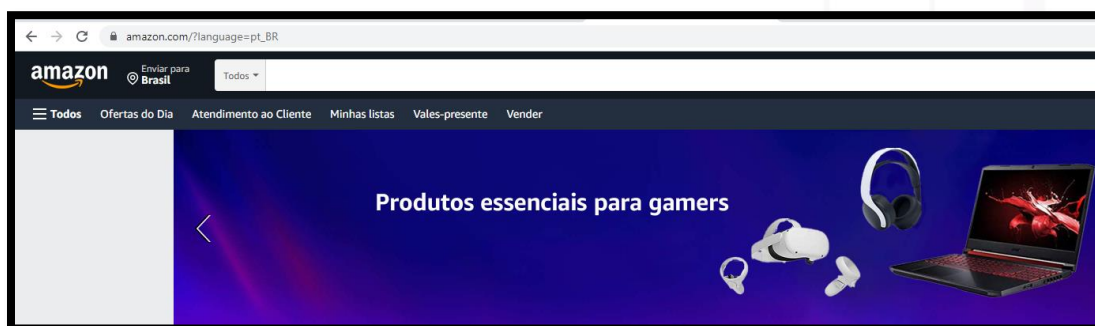 amazon.com/?language=pt_BR
amazon
Enviar para
Brasil
Todos
Todos Ofertas do Dia Atendimento ao Cliente Minhas listas Vales-presente Vender
Produtos essenciais para gamers